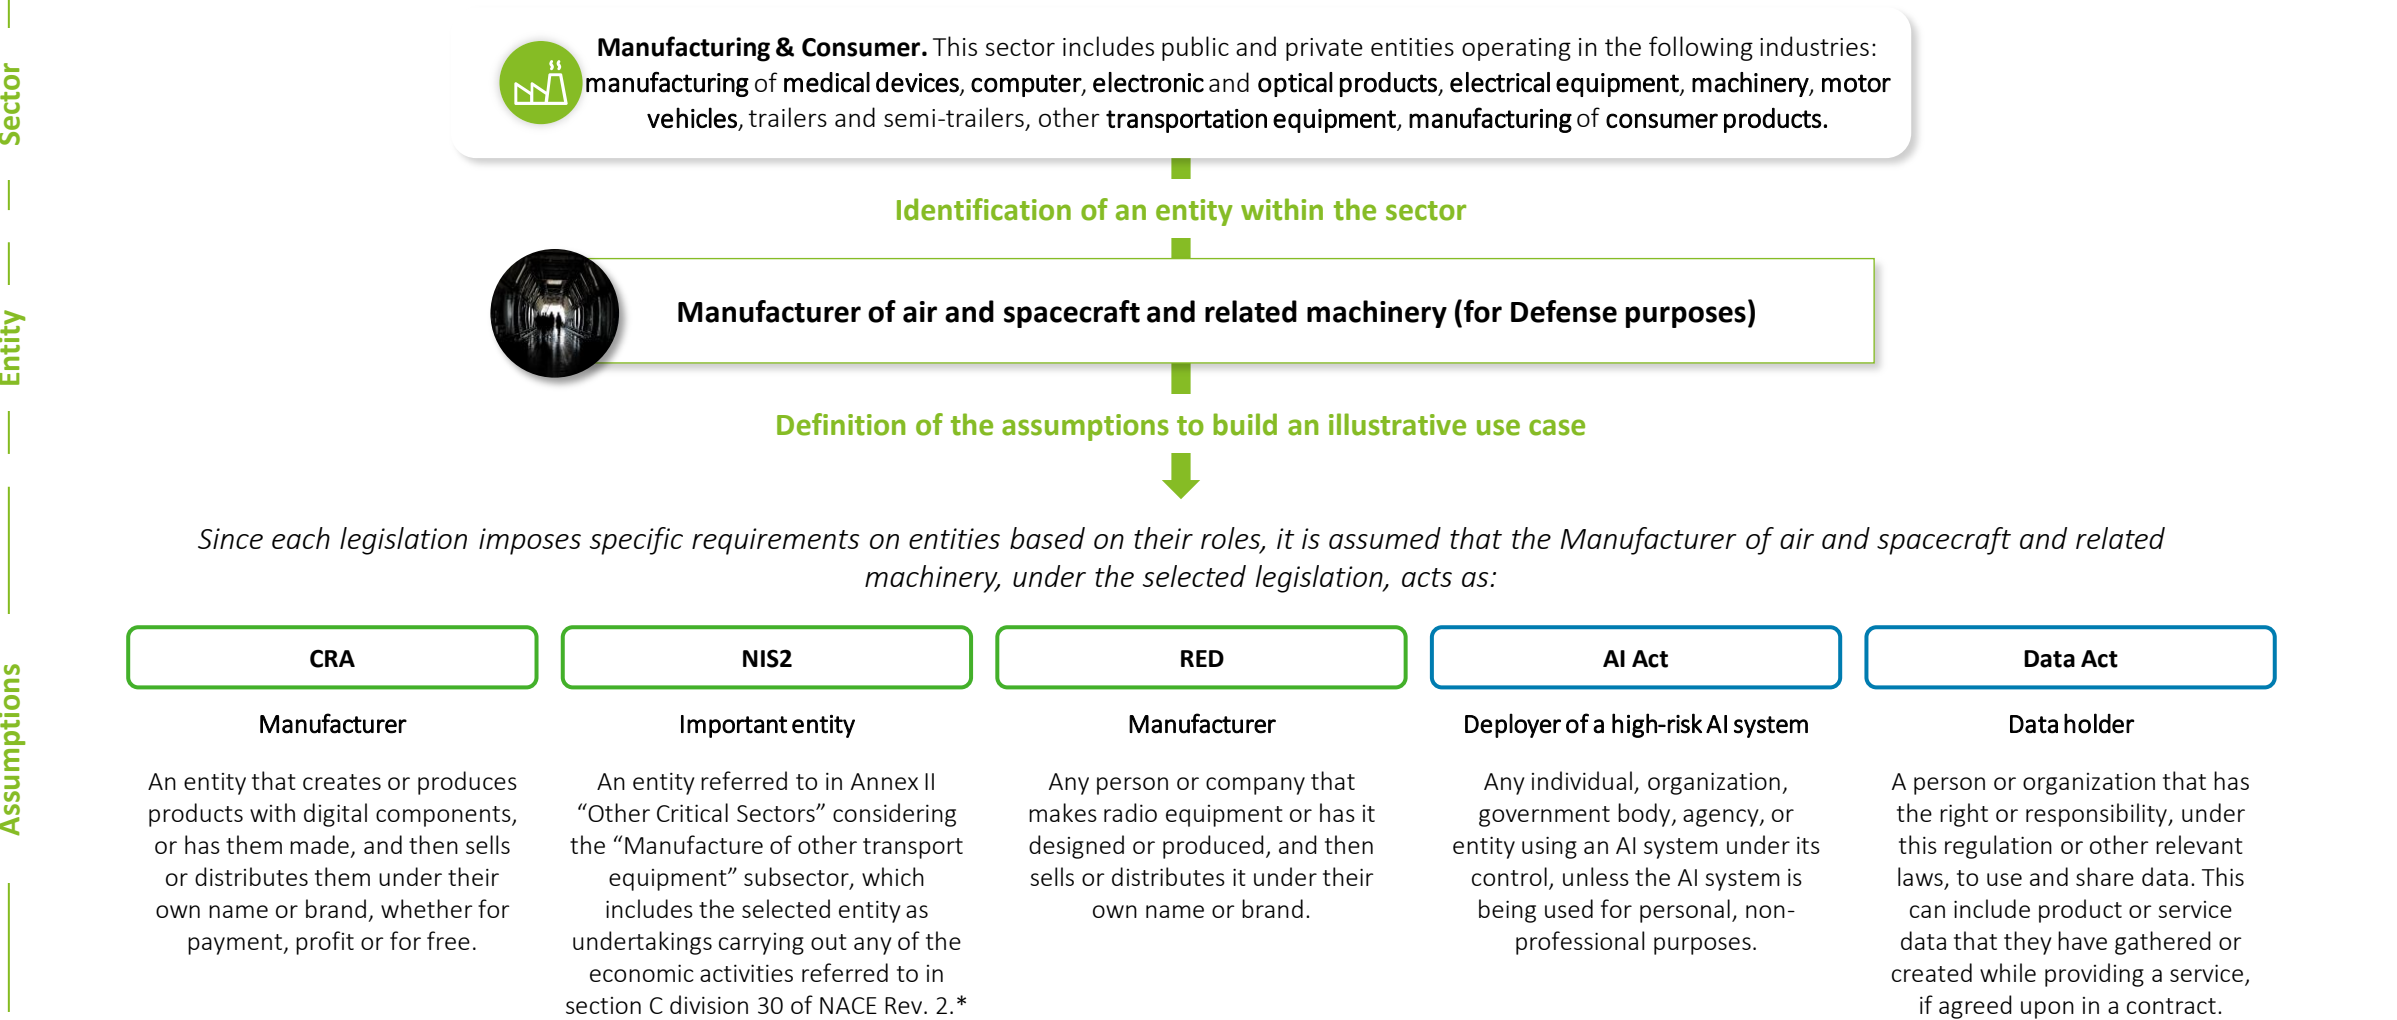 Sector
Manufacturing & Consumer. This sector includes public and private entities operating in the following industries:
manufacturing of medical devices, computer, electronic and optical products, electrical equipment, machinery, motor
vehicles, trailers and semi-trailers, other transportation equipment, manufacturing of consumer products.
Identification of an entity within the sector
Entity
Manufacturer of air and spacecraft and related machinery (for Defense purposes)
Definition of the assumptions to build an illustrative use case
Assumptions
Since each legislation imposes specific requirements on entities based on their roles, it is assumed that the Manufacturer of air and spacecraft and related
machinery, under the selected legislation, acts as:
CRA
Manufacturer
An entity that creates or produces
products with digital components,
or has them made, and then sells
or distributes them under their
own name or brand, whether for
payment, profit or for free.
NIS2
Important entity
An entity referred to in Annex II
“Other Critical Sectors” considering
the “Manufacture of other transport
equipment” subsector, which
includes the selected entity as
undertakings carrying out any of the
economic activities referred to in
section C division 30 of NACE Rev. 2.*
RED
Manufacturer
Any person or company that
makes radio equipment or has it
designed or produced, and then
sells or distributes it under their
own name or brand.
AI Act
Deployer of a high-risk AI system
Any individual, organization,
government body, agency, or
entity using an AI system under its
control, unless the AI system is
being used for personal, non-
professional purposes.
Data Act
Data holder
A person or organization that has
the right or responsibility, under
this regulation or other relevant
laws, to use and share data. This
can include product or service
data that they have gathered or
created while providing a service,
if agreed upon in a contract.